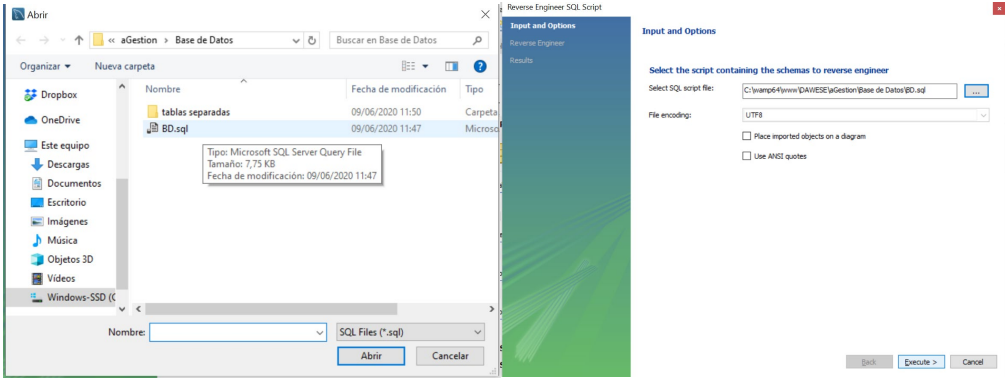 Abrir
« aGestion > Base de Datos
Buscar en Base de Datos
Organizar
Nueva carpeta
Nombre
Fecha de modificación
Tipo
Dropbox
OneDrive
Este equipo
Descargas
Documentos
Escritorio
Imágenes
Música
Objetos 3D
Vídeos
Windows-SSD (C
tablas separadas
09/06/2020 11:50
Carpeta
BD.sql
09/06/2020 11:47
Microso
Tipo: Microsoft SQL Server Query File
Tamaño: 7,75 KB
Fecha de modificación: 09/06/2020 11:47
Nombre:
SQL Files (*.sql)
Abrir
Cancelar
Reverse Engineer SQL Script
Input and Options
Reverse Engineer
Results
Input and Options
Select the script containing the schemas to reverse engineer
Select SQL script file:
C:\wamp64\www\DAWESE\aGestion\Base de Datos\BD.sql
...
File encoding:
UTF8
Place imported objects on a diagram
Use ANSI quotes
Back
Execute >
Cancel